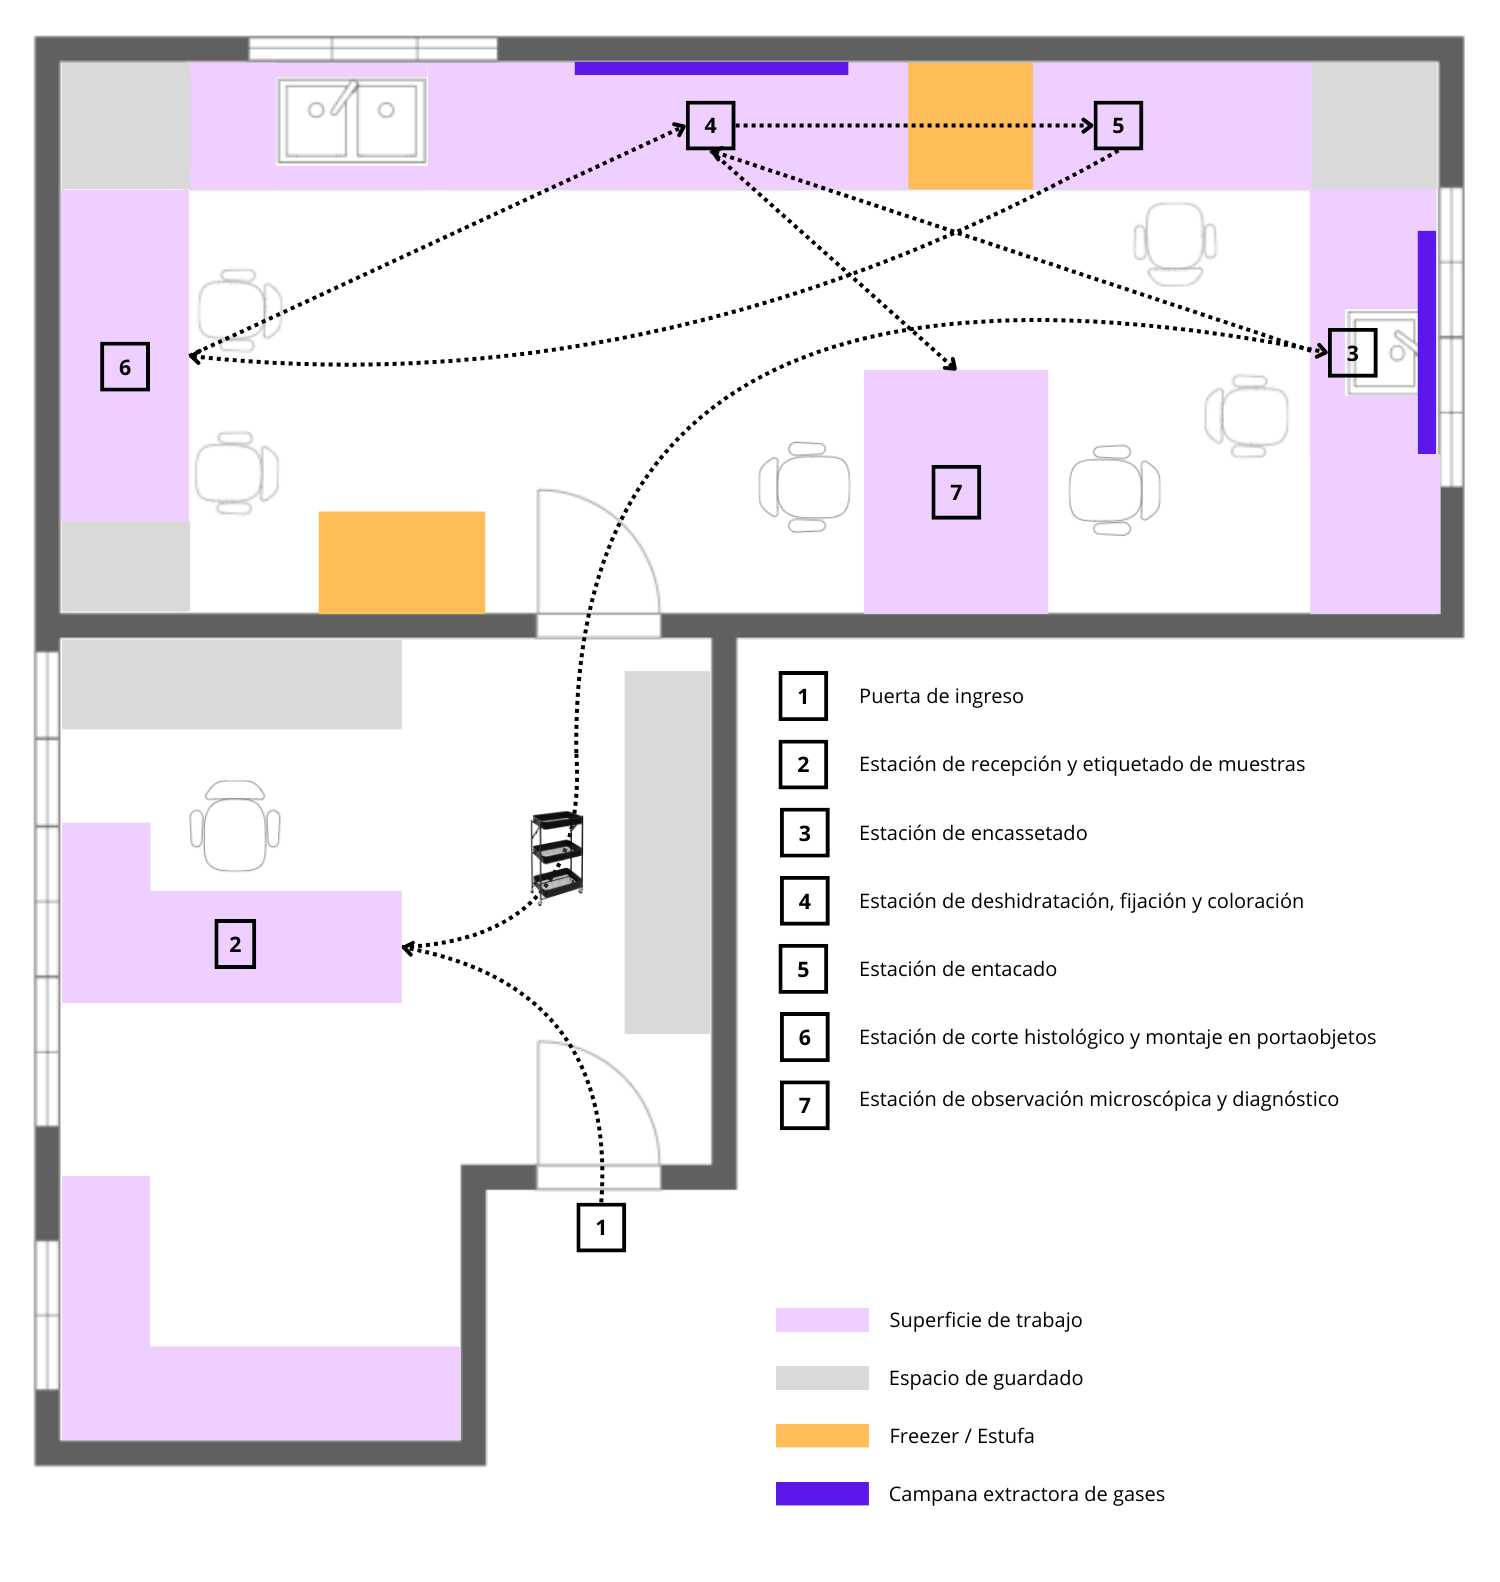 4
5
6
3
7
2
1
1 Puerta de ingreso
2 Estación de recepción y etiquetado de muestras
3 Estación de encassetado
4 Estación de deshidratación, fijación y coloración
5 Estación de entacado
6 Estación de corte histológico y montaje en portaobjetos
7 Estación de observación microscópica y diagnóstico
Superficie de trabajo
Espacio de guardado
Freezer / Estufa
Campana extractora de gases